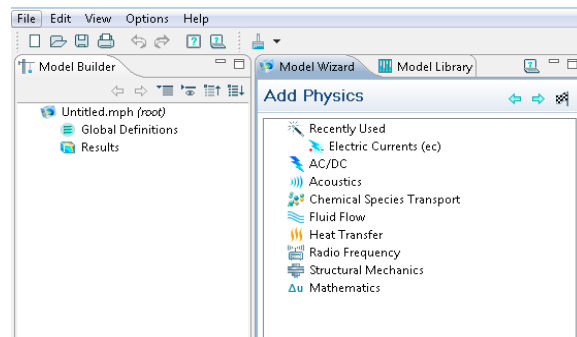 File Edit View Options Help
Model Builder
Untitled.mph (root)
Global Definitions
Results
Model Wizard Model Library
Add Physics
Recently Used
Electric Currents (ec)
AC/DC
Acoustics
Chemical Species Transport
Fluid Flow
Heat Transfer
Radio Frequency
Structural Mechanics
Δu Mathematics